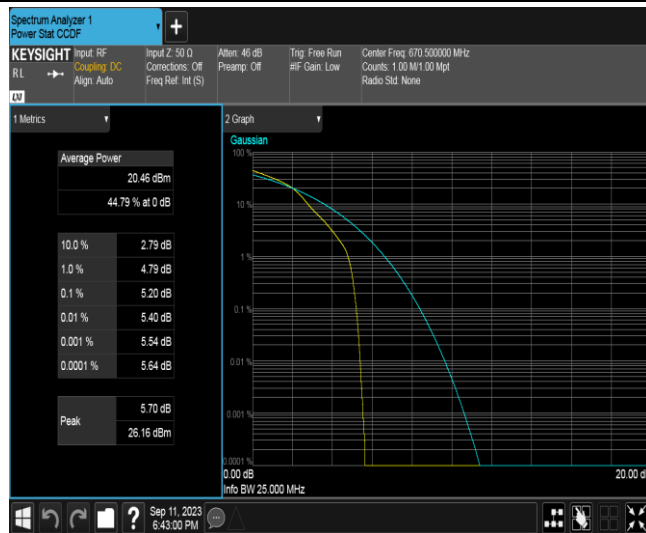 Spectrum Analyzer 1
Power Stat CCDF
+
KEYSIGHT
RL
Input: RF
Coupling: DC
Align: Auto
Input Z: 50 Ω
Corrections: Off
Freq Ref: Int (S)
Atten: 46 dB
Preamp: Off
Trig: Free Run
#IF Gain: Low
Center Freq: 670.500000 MHz
Counts: 1.00 M/1.00 Mpt
Radio Std: None
1 Metrics
Average Power
20.46 dBm
44.79 % at 0 dB
10.0 % 2.79 dB
1.0 % 4.79 dB
0.1 % 5.20 dB
0.01 % 5.40 dB
0.001 % 5.54 dB
0.0001 % 5.64 dB
Peak
5.70 dB
26.16 dBm
2 Graph
Gaussian
100 %
10 %
1 %
0.1 %
0.01 %
0.001 %
0.0001 %
0.00 dB
20.00 d
Info BW 25.000 MHz
?
Sep 11, 2023
6:43:00 PM